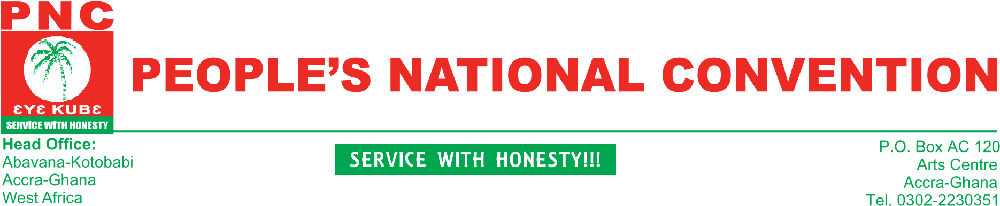 PNC
ƐYƐ KUBƐ
SERVICE WITH HONESTY
PEOPLE’S NATIONAL CONVENTION
Head Office:
Abavana-Kotobabi
Accra-Ghana
West Africa
SERVICE WITH HONESTY!!!
P.O. Box AC 120
Arts Centre
Accra-Ghana
Tel. 0302-2230351